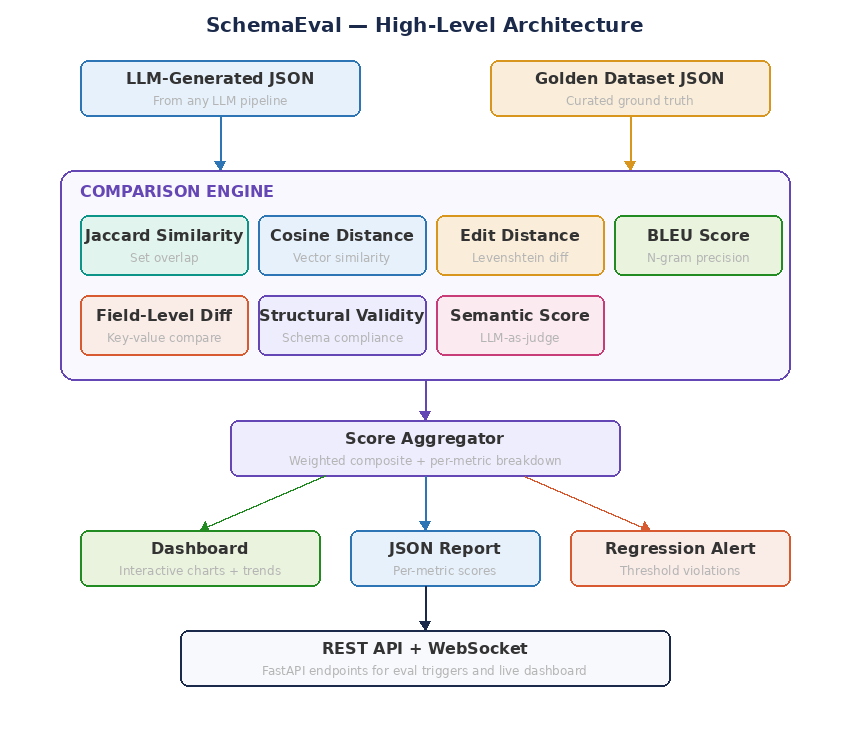 SchemaEval — High-Level Architecture
LLM-Generated JSON
From any LLM pipeline
Golden Dataset JSON
Curated ground truth
COMPARISON ENGINE
Jaccard Similarity
Set overlap
Cosine Distance
Vector similarity
Edit Distance
Levenshtein diff
BLEU Score
N-gram precision
Field-Level Diff
Key-value compare
Structural Validity
Schema compliance
Semantic Score
LLM-as-judge
Score Aggregator
Weighted composite + per-metric breakdown
Dashboard
Interactive charts + trends
JSON Report
Per-metric scores
Regression Alert
Threshold violations
REST API + WebSocket
FastAPI endpoints for eval triggers and live dashboard